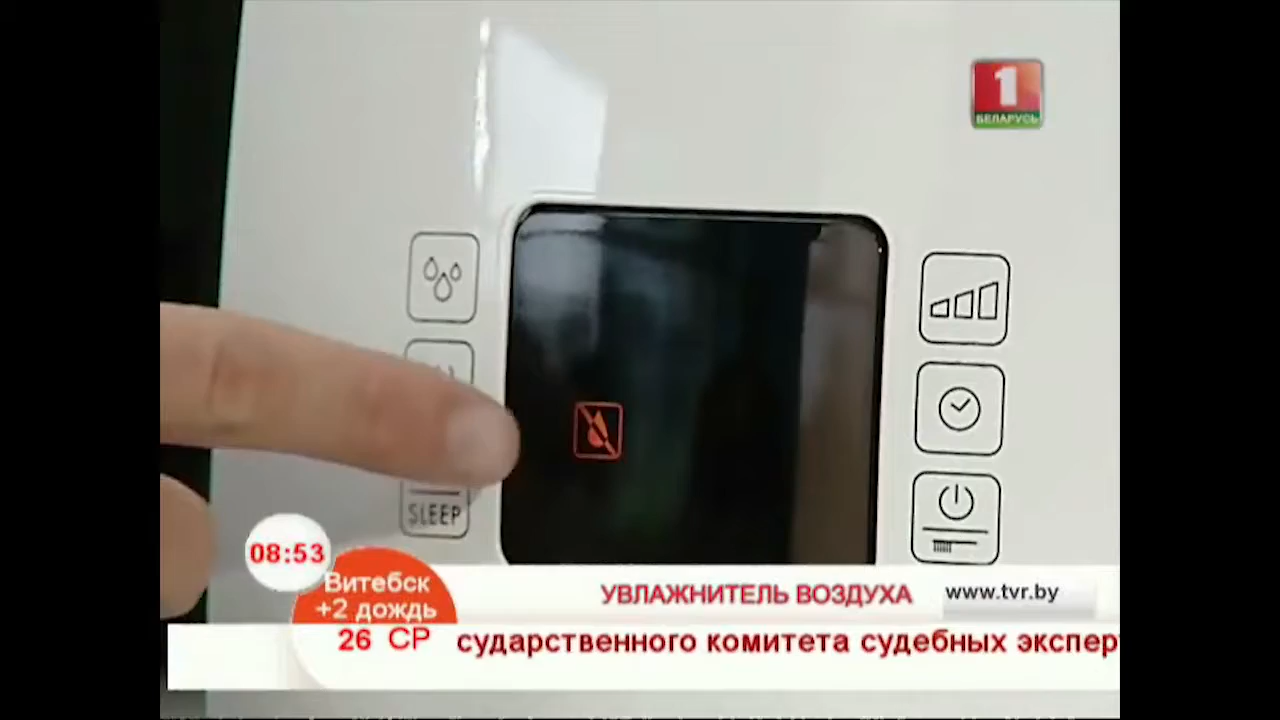 1
БЕЛАРУСЬ
SLEEP
08:53
Витебск
+2 дождь
УВЛАЖНИТЕЛЬ ВОЗДУХА
www.tvr.by
26 СР
сударственного комитета судебных экспер